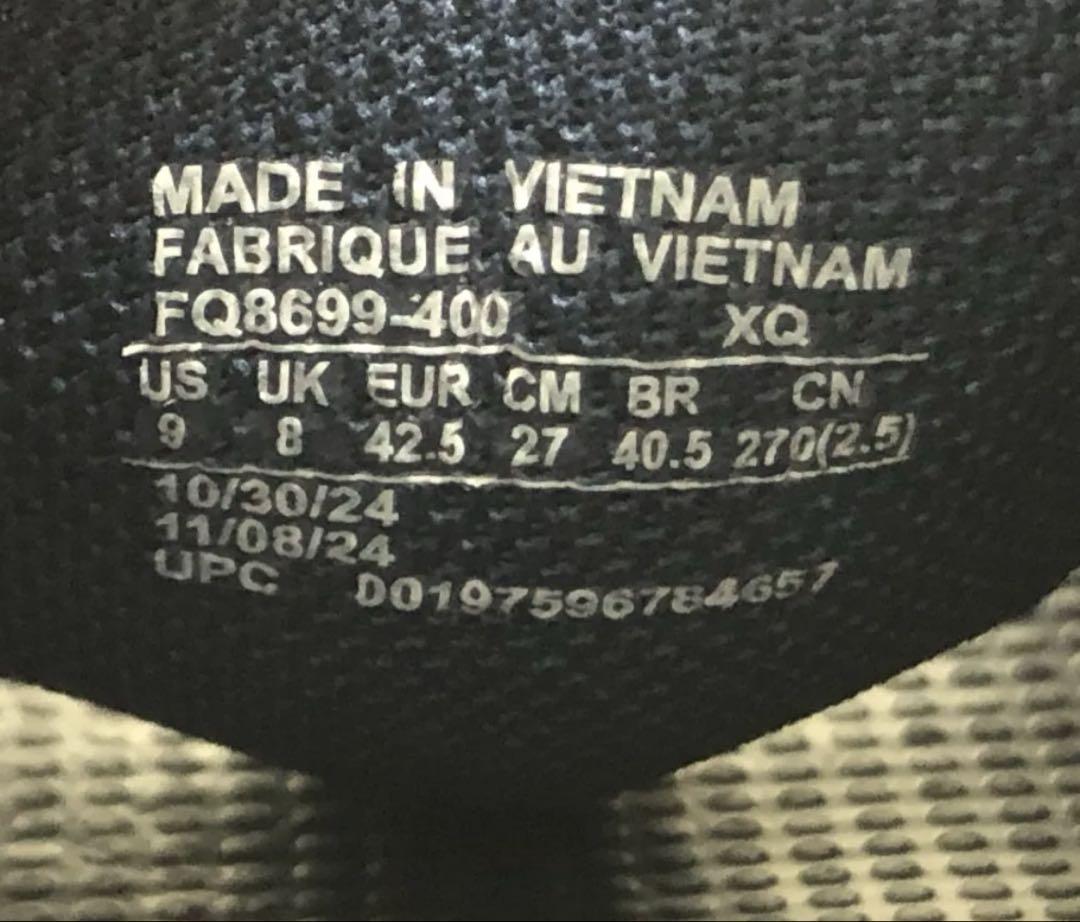 MADE IN VIETNAM
FABRIQUE AU VIETNAM
FQ8699-400 XQ
US UK EUR CM BR CN
9 8 42.5 27 40.5 270(2.5)
10/30/24
11/08/24
UPC 00197596784657